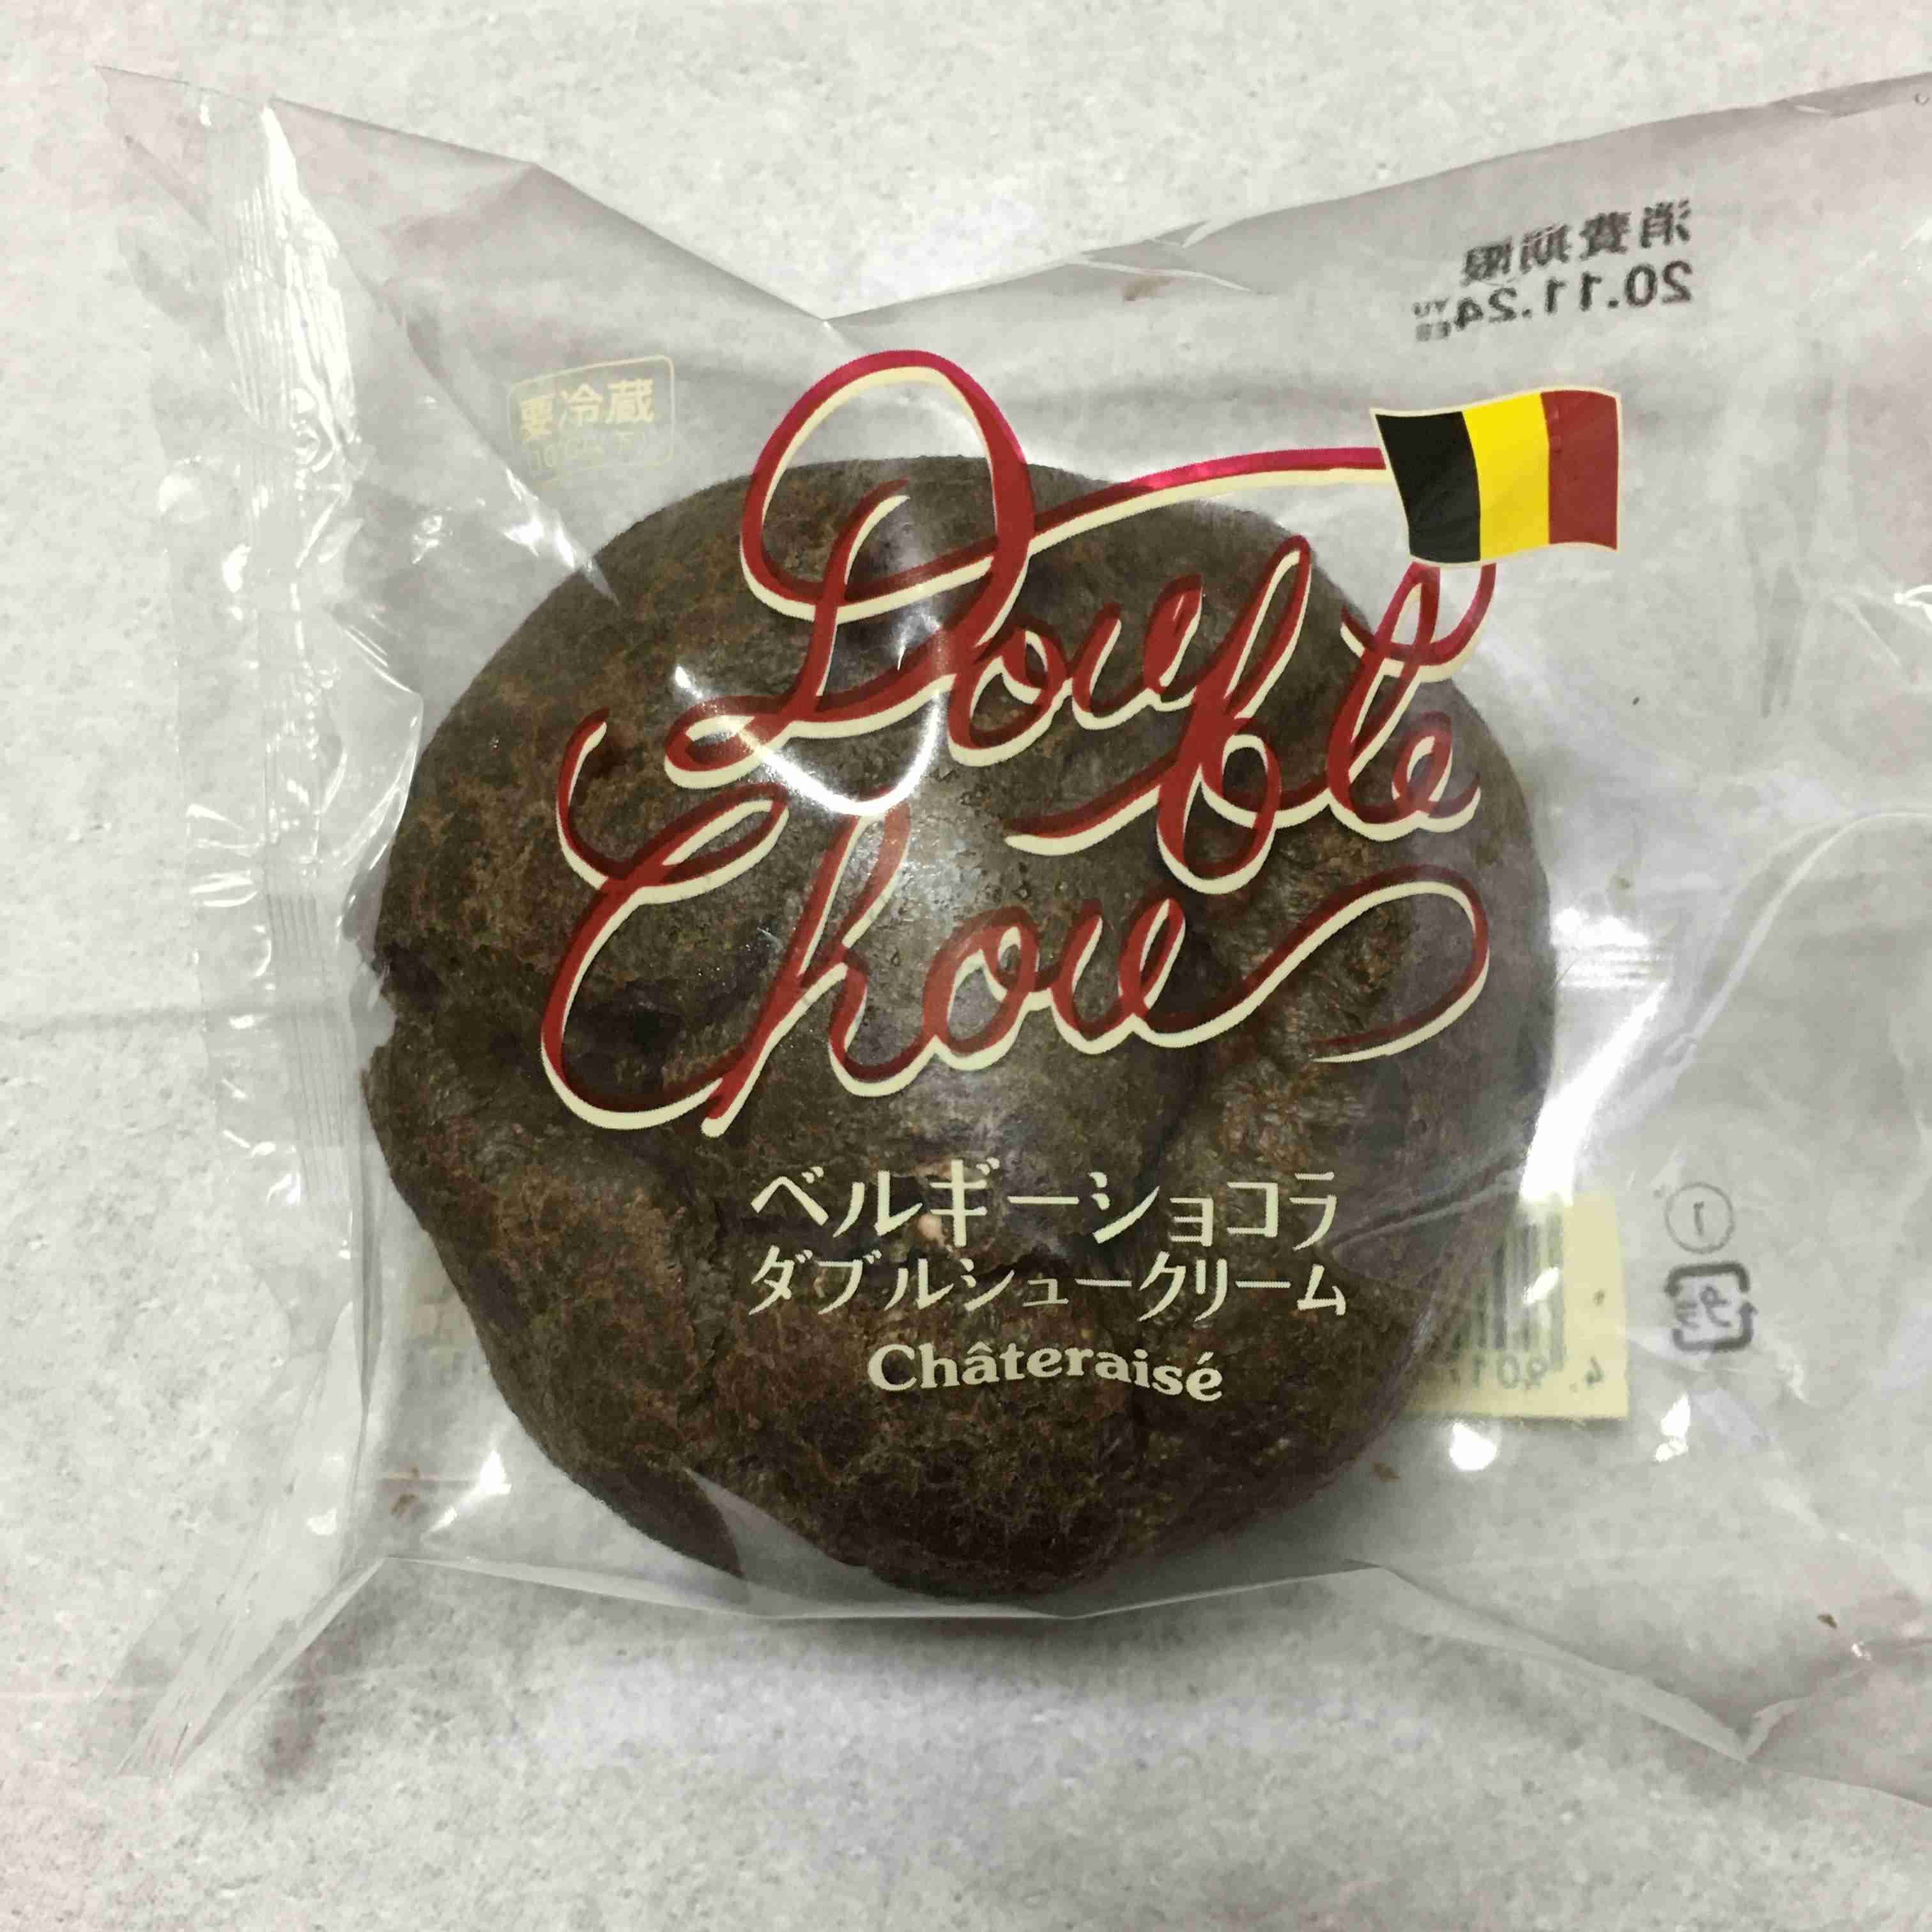 消費期限
20.11.24
要冷蔵
Double
Chou
ベルギーショコラ
ダブルシュークリーム
Châteraisé